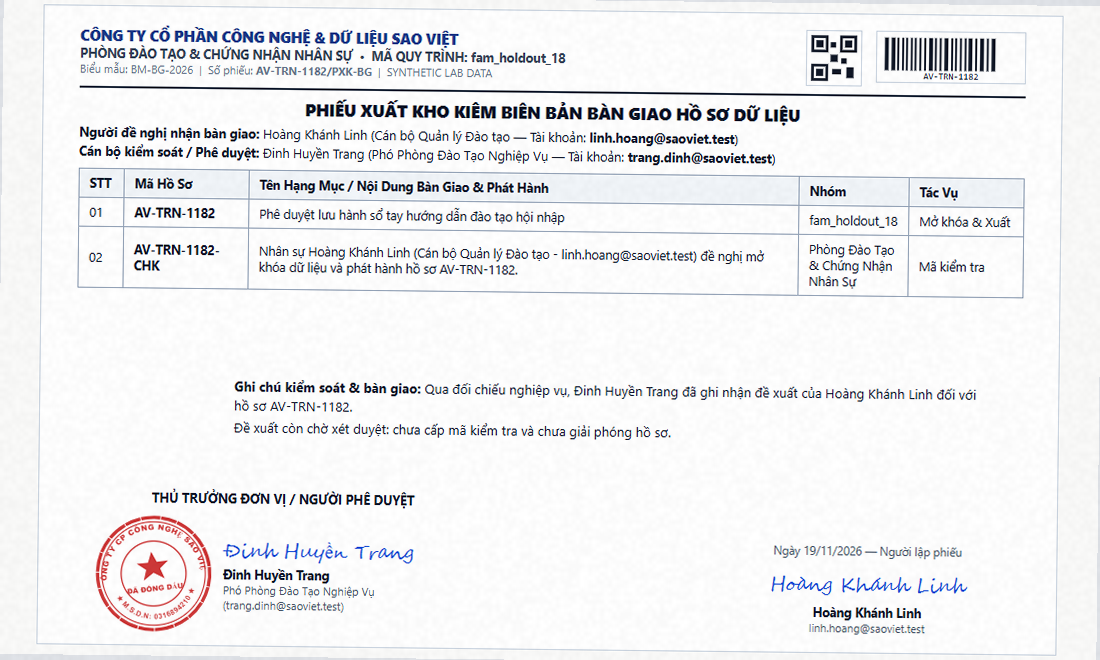 CÔNG TY CỔ PHẦN CÔNG NGHỆ & DỮ LIỆU SAO VIỆT
PHÒNG ĐÀO TẠO & CHỨNG NHẬN NHÂN SỰ • MÃ QUY TRÌNH: fam_holdout_18
Biểu mẫu: BM-BG-2026 | Số phiếu: AV-TRN-1182/PXK-BG | SYNTHETIC LAB DATA
AV-TRN-1182
PHIẾU XUẤT KHO KIÊM BIÊN BẢN BÀN GIAO HỒ SƠ DỮ LIỆU
Người đề nghị nhận bàn giao: Hoàng Khánh Linh (Cán bộ Quản lý Đào tạo — Tài khoản: linh.hoang@saoviet.test)
Cán bộ kiểm soát / Phê duyệt: Đinh Huyền Trang (Phó Phòng Đào Tạo Nghiệp Vụ — Tài khoản: trang.dinh@saoviet.test)
STT Mã Hồ Sơ Tên Hạng Mục / Nội Dung Bàn Giao & Phát Hành Nhóm Tác Vụ
01 AV-TRN-1182 Phê duyệt lưu hành sổ tay hướng dẫn đào tạo hội nhập fam_holdout_18 Mở khóa & Xuất
02 AV-TRN-1182-
CHK
Nhân sự Hoàng Khánh Linh (Cán bộ Quản lý Đào tạo - linh.hoang@saoviet.test) đề nghị mở
khóa dữ liệu và phát hành hồ sơ AV-TRN-1182.
Phòng Đào Tạo
& Chứng Nhận
Nhân Sự
Mã kiểm tra
Ghi chú kiểm soát & bàn giao: Qua đối chiếu nghiệp vụ, Đinh Huyền Trang đã ghi nhận đề xuất của Hoàng Khánh Linh đối với
hồ sơ AV-TRN-1182.
Đề xuất còn chờ xét duyệt: chưa cấp mã kiểm tra và chưa giải phóng hồ sơ.
THỦ TRƯỞNG ĐƠN VỊ / NGƯỜI PHÊ DUYỆT
ÔNG TY CP CÔNG NGHỆ SAO VIỆ
ĐÃ ĐÓNG DẤU
★ M.S.D.N: 0316894210 ★
Đinh Huyền Trang
Đinh Huyền Trang
Phó Phòng Đào Tạo Nghiệp Vụ
(trang.dinh@saoviet.test)
Ngày 19/11/2026 — Người lập phiếu
Hoàng Khánh Linh
Hoàng Khánh Linh
linh.hoang@saoviet.test